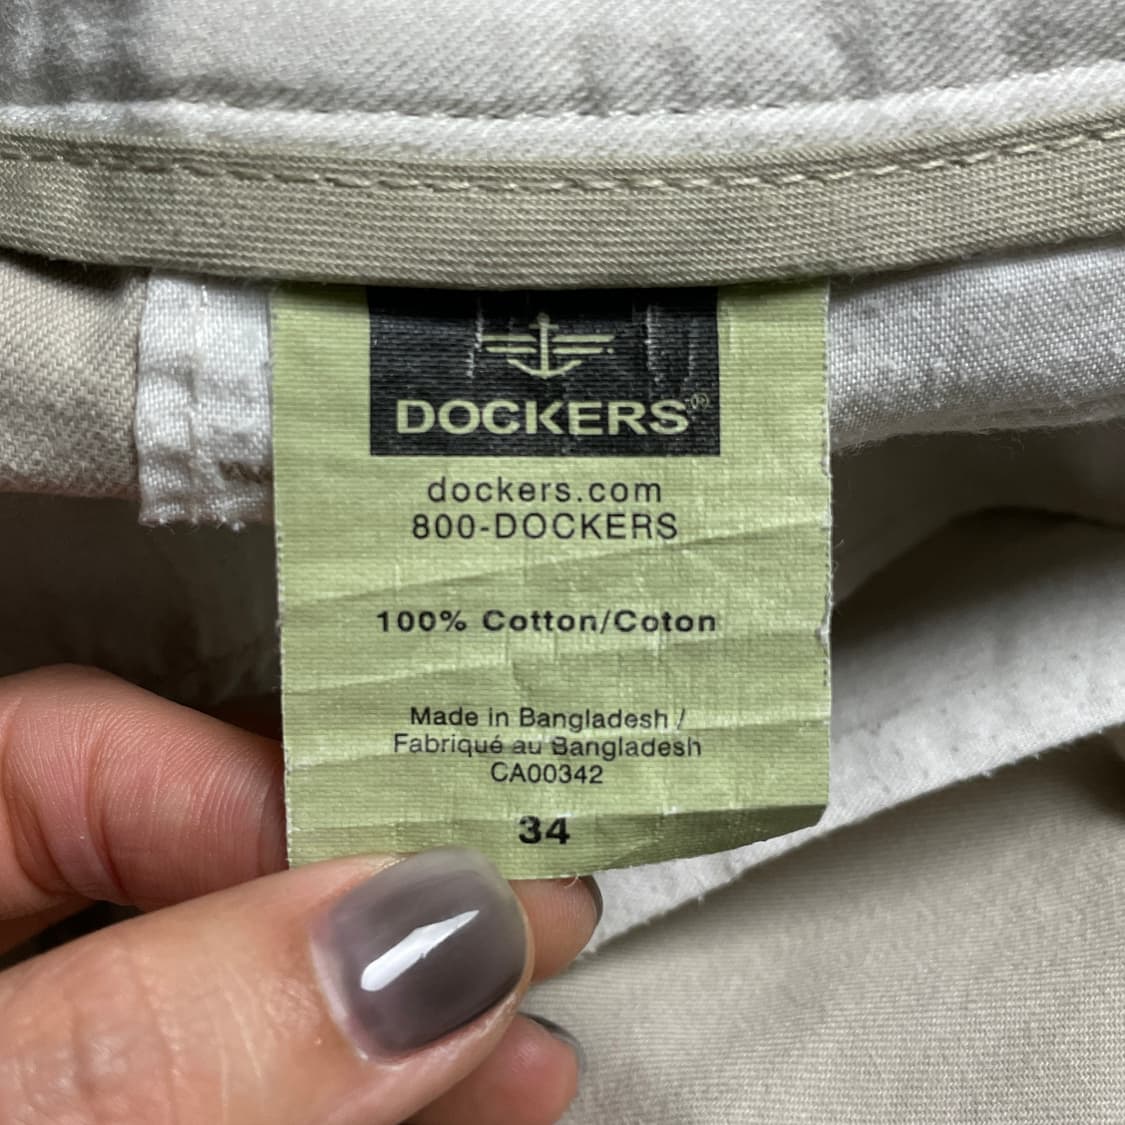 DOCKERS®
dockers.com
800-DOCKERS
100% Cotton/Coton
Made in Bangladesh /
Fabriqué au Bangladesh
CA00342
34